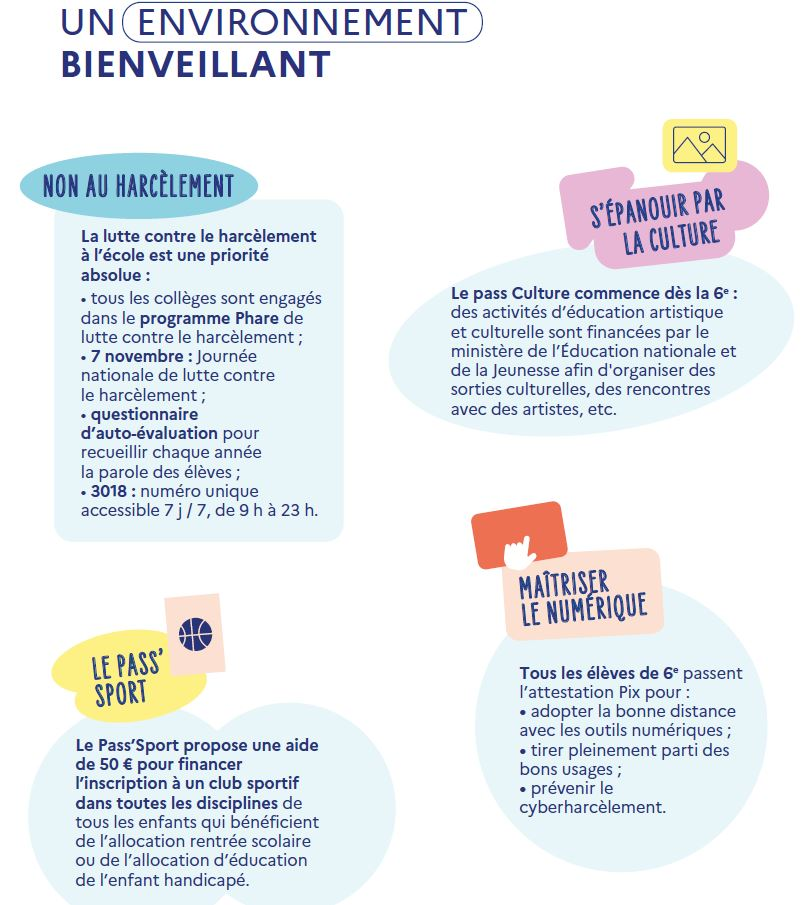 UN ENVIRONNEMENT
BIENVEILLANT
NON AU HARCÈLEMENT
La lutte contre le harcèlement
à l'école est une priorité
absolue :
• tous les collèges sont engagés
dans le programme Phare de
lutte contre le harcèlement ;
• 7 novembre : Journée
nationale de lutte contre
le harcèlement ;
• questionnaire
d'auto-évaluation pour
recueillir chaque année
la parole des élèves ;
• 3018 : numéro unique
accessible 7 j / 7, de 9 h à 23 h.
S'ÉPANOUIR PAR
LA CULTURE
Le pass Culture commence dès la 6e :
des activités d'éducation artistique
et culturelle sont financées par le
ministère de l'Éducation nationale et
de la Jeunesse afin d'organiser des
sorties culturelles, des rencontres
avec des artistes, etc.
LE PASS'
SPORT
Le Pass'Sport propose une aide
de 50 € pour financer
l'inscription à un club sportif
dans toutes les disciplines de
tous les enfants qui bénéficient
de l'allocation rentrée scolaire
ou de l'allocation d'éducation
de l'enfant handicapé.
MAÎTRISER
LE NUMÉRIQUE
Tous les élèves de 6e passent
l'attestation Pix pour :
• adopter la bonne distance
avec les outils numériques ;
• tirer pleinement parti des
bons usages ;
• prévenir le
cyberharcèlement.